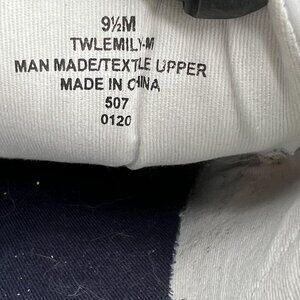 9½M
TWLEMILY-M
MAN MADE/TEXTILE UPPER
MADE IN CHINA
507
0120